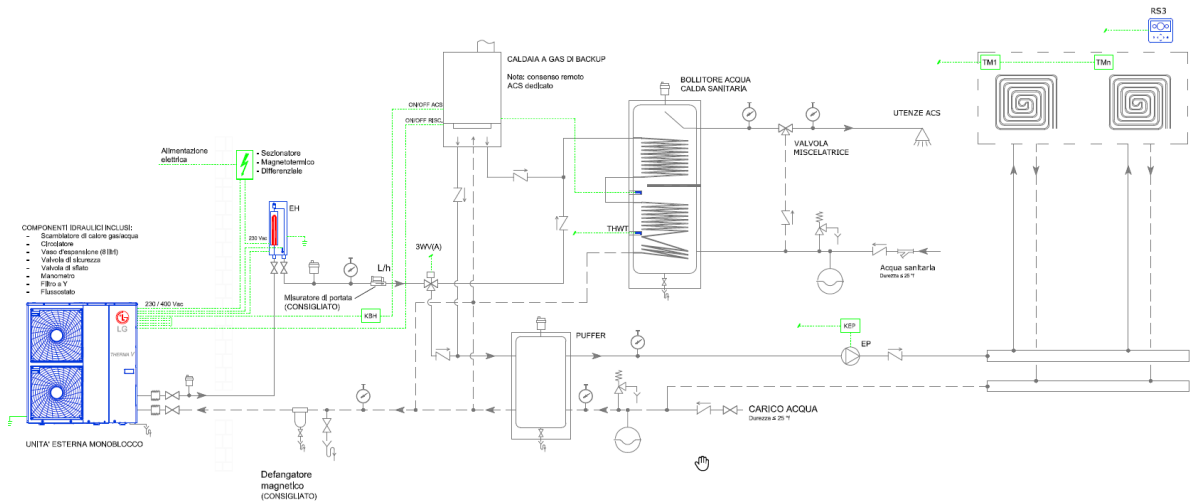 RS3
CALDAIA A GAS DI BACKUP
Nota: consenso remoto
ACS dedicato
TM1
TMn
BOLLITORE ACQUA
CALDA SANITARIA
ON/OFF ACS
ON/OFF RISC.
UTENZE ACS
VALVOLA
MISCELATRICE
Alimentazione
elettrica
- Sezionatore
- Magnetotermico
- Differenziale
EH
COMPONENTI IDRAULICI INCLUSI:
- Scambiatore di calore gas/acqua
- Circolatore
- Vaso d'espansione (8 litri)
- Valvola di sicurezza
- Valvola di sfiato
- Manometro
- Filtro a Y
- Flussostato
230 Vac
3WV(A)
THWT
L/h
Acqua sanitaria
Durezza ≤ 25 °f
Misuratore di portata
(CONSIGLIATO)
230 / 400 Vac
KBH
LG
THERMA V
PUFFER
KEP
EP
CARICO ACQUA
Durezza ≤ 25 °f
UNITA' ESTERNA MONOBLOCCO
Defangatore
magnetico
(CONSIGLIATO)